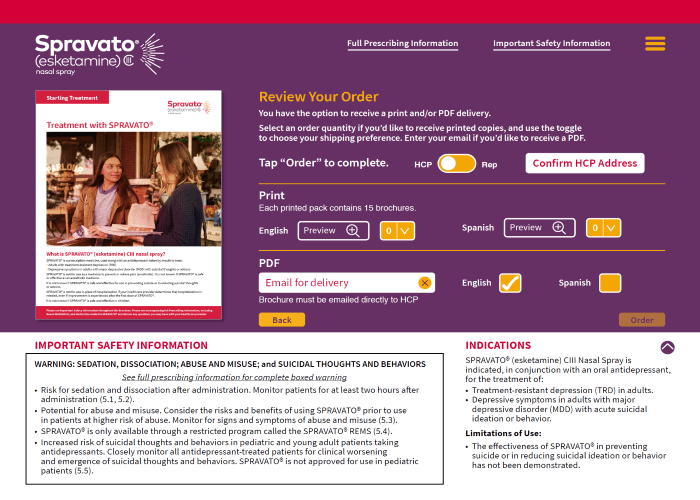 Spravato®
(esketamine) CIII
nasal spray
Full Prescribing Information
Important Safety Information
Starting Treatment
Spravato®
Treatment with SPRAVATO®
What is SPRAVATO® (esketamine) CIII nasal spray?
Review Your Order
You have the option to receive a print and/or PDF delivery.
Select an order quantity if you'd like to receive printed copies, and use the toggle
to choose your shipping preference. Enter your email if you'd like to receive a PDF.
Tap “Order” to complete.
HCP
Rep
Confirm HCP Address
Print
Each printed pack contains 15 brochures.
English
Preview
0
Spanish
Preview
0
PDF
Email for delivery
English
Spanish
Brochure must be emailed directly to HCP
Back
Order
IMPORTANT SAFETY INFORMATION
WARNING: SEDATION, DISSOCIATION; ABUSE AND MISUSE; and SUICIDAL THOUGHTS AND BEHAVIORS
See full prescribing information for complete boxed warning
• Risk for sedation and dissociation after administration. Monitor patients for at least two hours after
administration (5.1, 5.2).
• Potential for abuse and misuse. Consider the risks and benefits of using SPRAVATO® prior to use
in patients at higher risk of abuse. Monitor for signs and symptoms of abuse and misuse (5.3).
• SPRAVATO® is only available through a restricted program called the SPRAVATO® REMS (5.4).
• Increased risk of suicidal thoughts and behaviors in pediatric and young adult patients taking
antidepressants. Closely monitor all antidepressant-treated patients for clinical worsening
and emergence of suicidal thoughts and behaviors. SPRAVATO® is not approved for use in pediatric
patients (5.5).
INDICATIONS
SPRAVATO® (esketamine) CIII Nasal Spray is
indicated, in conjunction with an oral antidepressant,
for the treatment of:
• Treatment-resistant depression (TRD) in adults.
• Depressive symptoms in adults with major
depressive disorder (MDD) with acute suicidal
ideation or behavior.
Limitations of Use:
• The effectiveness of SPRAVATO® in preventing
suicide or in reducing suicidal ideation or behavior
has not been demonstrated.